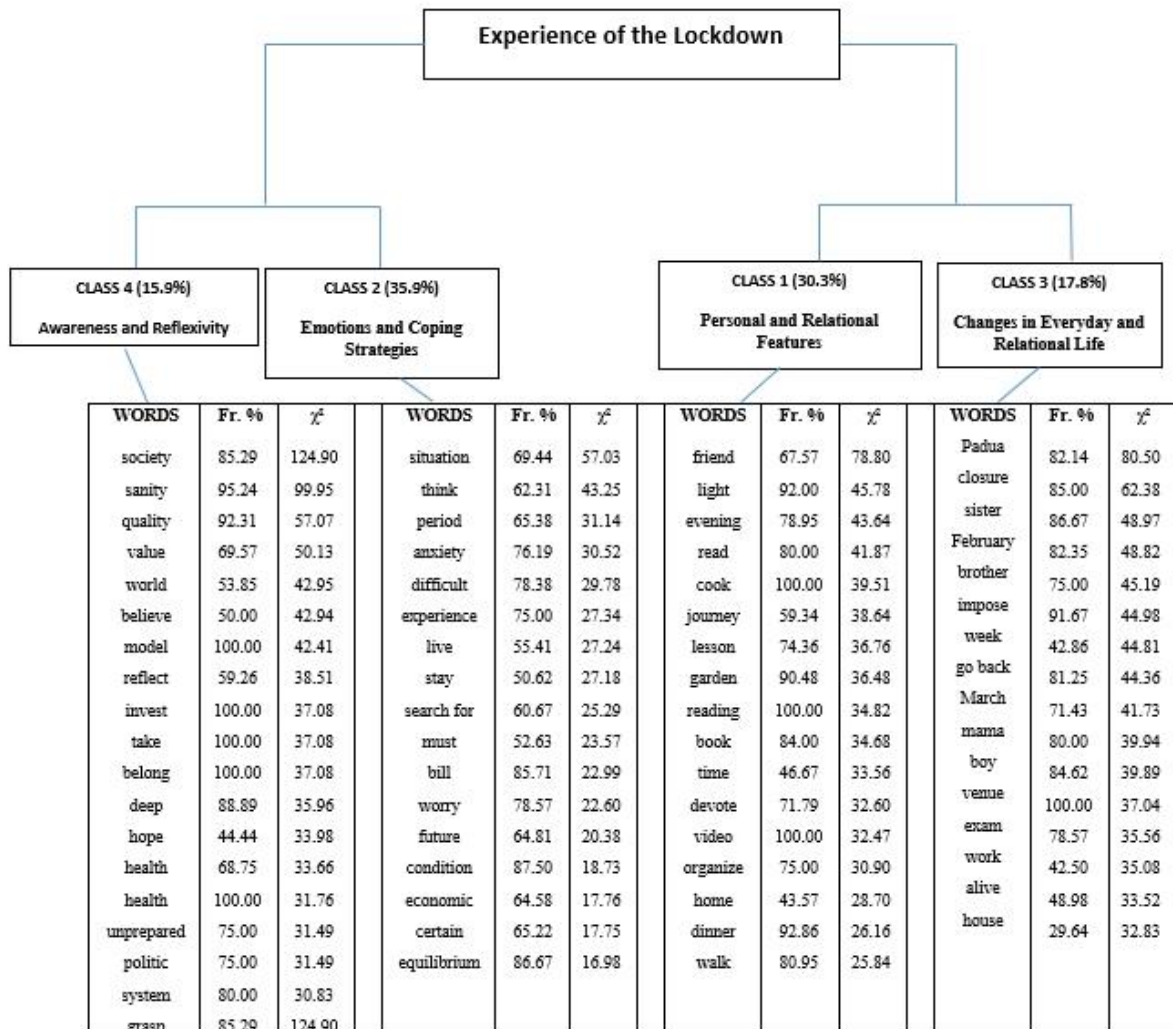 Experience of the Lockdown
CLASS 4 (15.9%)
Awareness and Reflexivity
CLASS 2 (35.9%)
Emotions and Coping
Strategies
CLASS 1 (30.3%)
Personal and Relational
Features
CLASS 3 (17.8%)
Changes in Everyday and
Relational Life
WORDS Fr. % χ² WORDS Fr. % χ² WORDS Fr. % χ² WORDS Fr. % χ²
society 85.29 124.90 situation 69.44 57.03 friend 67.57 78.80 Padua 82.14 80.50
sanity 95.24 99.95 think 62.31 43.25 light 92.00 45.78 closure 85.00 62.38
quality 92.31 57.07 period 65.38 31.14 evening 78.95 43.64 sister 86.67 48.97
value 69.57 50.13 anxiety 76.19 30.52 read 80.00 41.87 February 82.35 48.82
world 53.85 42.95 difficult 78.38 29.78 cook 100.00 39.51 brother 75.00 45.19
believe 50.00 42.94 experience 75.00 27.34 journey 59.34 38.64 impose 91.67 44.98
model 100.00 42.41 live 55.41 27.24 lesson 74.36 36.76 week 42.86 44.81
reflect 59.26 38.51 stay 50.62 27.18 garden 90.48 36.48 go back 81.25 44.36
invest 100.00 37.08 search for 60.67 25.29 reading 100.00 34.82 March 71.43 41.73
take 100.00 37.08 must 52.63 23.57 book 84.00 34.68 mama 80.00 39.94
belong 100.00 37.08 bill 85.71 22.99 time 46.67 33.56 boy 84.62 39.89
deep 88.89 35.96 worry 78.57 22.60 devote 71.79 32.60 venue 100.00 37.04
hope 44.44 33.98 future 64.81 20.38 video 100.00 32.47 exam 78.57 35.56
health 68.75 33.66 condition 87.50 18.73 organize 75.00 30.90 work 42.50 35.08
health 100.00 31.76 economic 64.58 17.76 home 43.57 28.70 alive 48.98 33.52
unprepared 75.00 31.49 certain 65.22 17.75 dinner 92.86 26.16 house 29.64 32.83
politic 75.00 31.49 equilibrium 86.67 16.98 walk 80.95 25.84
system 80.00 30.83
grasp 85.29 124.90